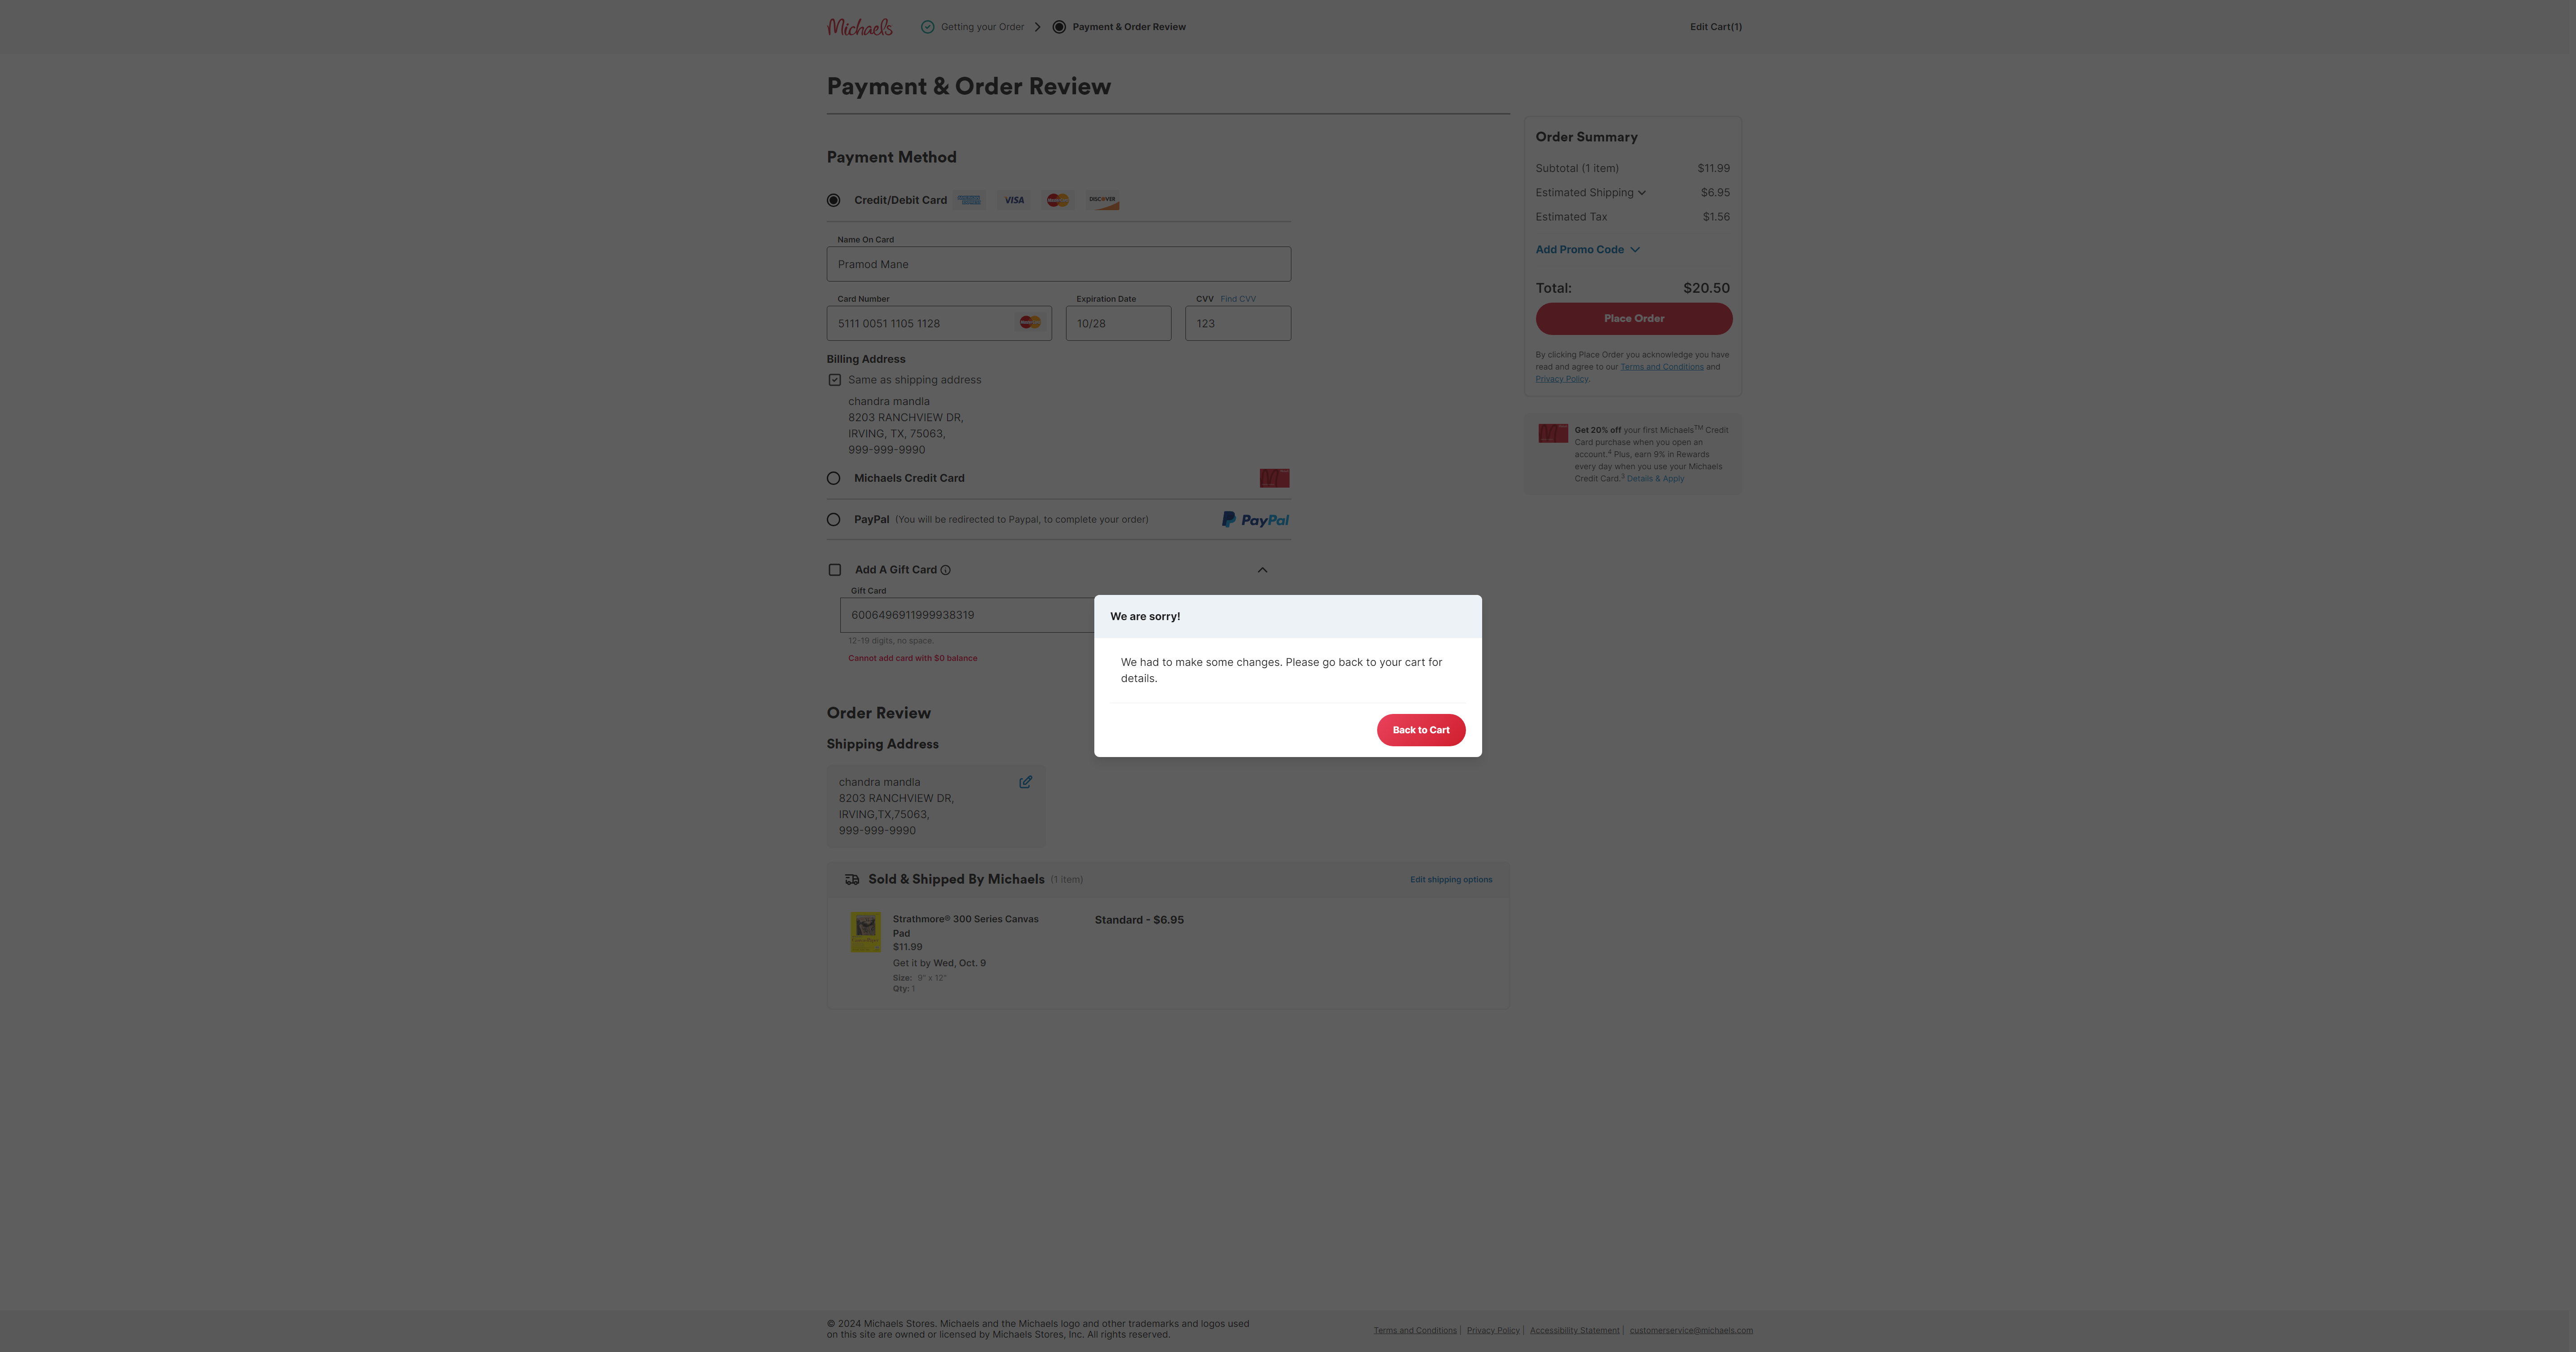 Michaels
Getting your Order
Payment & Order Review
Edit Cart(1)
Payment & Order Review
Payment Method
Credit/Debit Card
VISA
DISCOVER
Name On Card
Pramod Mane
Card Number
Expiration Date
CVV Find CVV
5111 0051 1105 1128
10/28
123
Billing Address
Same as shipping address
chandra mandla
8203 RANCHVIEW DR,
IRVING, TX, 75063,
999-999-9990
Michaels Credit Card
PayPal (You will be redirected to Paypal, to complete your order)
PayPal
Add A Gift Card
Gift Card
6006496911999938319
12-19 digits, no space.
Cannot add card with $0 balance
Order Review
Shipping Address
chandra mandla
8203 RANCHVIEW DR,
IRVING,TX,75063,
999-999-9990
Sold & Shipped By Michaels (1 item)
Edit shipping options
Strathmore® 300 Series Canvas
Pad
$11.99
Get it by Wed, Oct. 9
Size: 9" x 12"
Qty: 1
Standard - $6.95
Order Summary
Subtotal (1 item) $11.99
Estimated Shipping $6.95
Estimated Tax $1.56
Add Promo Code
Total: $20.50
Place Order
By clicking Place Order you acknowledge you have
read and agree to our Terms and Conditions and
Privacy Policy.
Get 20% off your first Michaels™ Credit
Card purchase when you open an
account.⁴ Plus, earn 9% in Rewards
every day when you use your Michaels
Credit Card.³ Details & Apply
We are sorry!
We had to make some changes. Please go back to your cart for
details.
Back to Cart
© 2024 Michaels Stores. Michaels and the Michaels logo and other trademarks and logos used
on this site are owned or licensed by Michaels Stores, Inc. All rights reserved.
Terms and Conditions | Privacy Policy | Accessibility Statement | customerservice@michaels.com